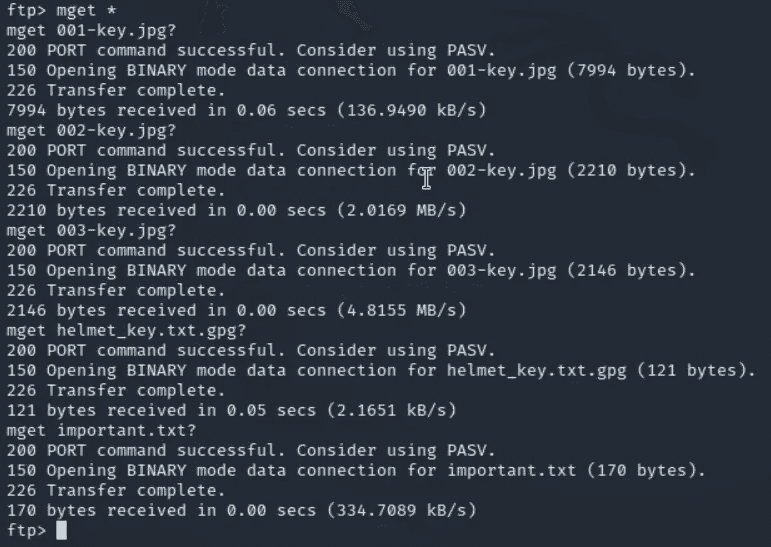 ftp> mget *
mget 001-key.jpg?
200 PORT command successful. Consider using PASV.
150 Opening BINARY mode data connection for 001-key.jpg (7994 bytes).
226 Transfer complete.
7994 bytes received in 0.06 secs (136.9490 kB/s)
mget 002-key.jpg?
200 PORT command successful. Consider using PASV.
150 Opening BINARY mode data connection for 002-key.jpg (2210 bytes).
226 Transfer complete.
2210 bytes received in 0.00 secs (2.0169 MB/s)
mget 003-key.jpg?
200 PORT command successful. Consider using PASV.
150 Opening BINARY mode data connection for 003-key.jpg (2146 bytes).
226 Transfer complete.
2146 bytes received in 0.00 secs (4.8155 MB/s)
mget helmet_key.txt.gpg?
200 PORT command successful. Consider using PASV.
150 Opening BINARY mode data connection for helmet_key.txt.gpg (121 bytes).
226 Transfer complete.
121 bytes received in 0.05 secs (2.1651 kB/s)
mget important.txt?
200 PORT command successful. Consider using PASV.
150 Opening BINARY mode data connection for important.txt (170 bytes).
226 Transfer complete.
170 bytes received in 0.00 secs (334.7089 kB/s)
ftp>